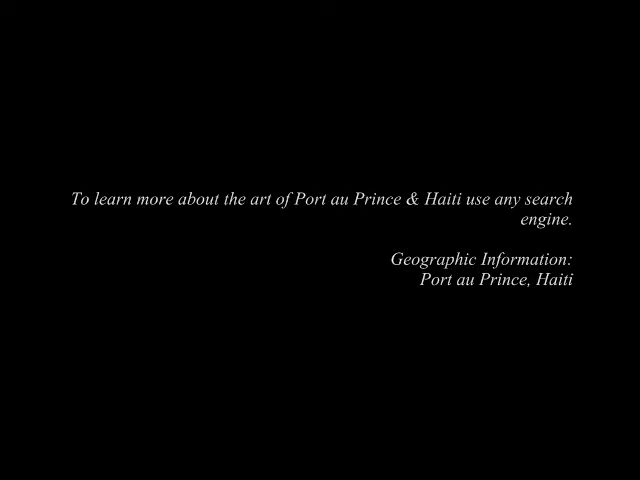 To learn more about the art of Port au Prince & Haiti use any search
engine.
Geographic Information:
Port au Prince, Haiti